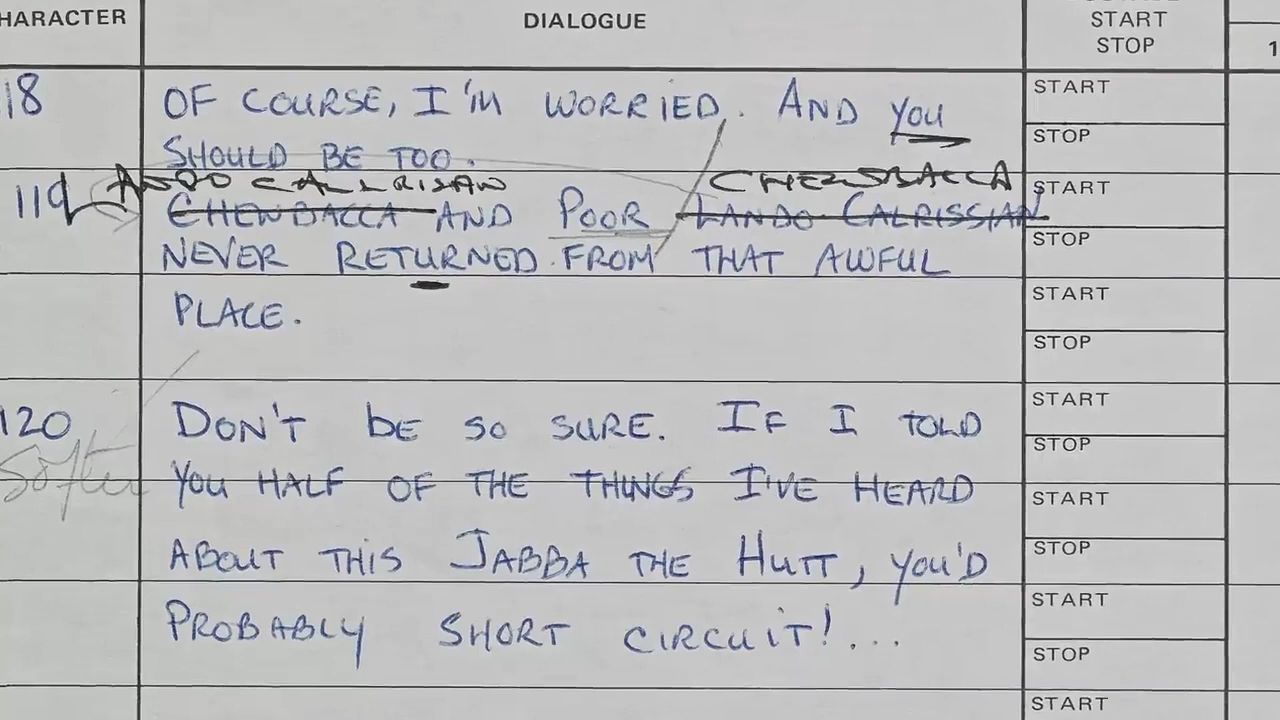 HARACTER DIALOGUE START STOP 1
18 OF COURSE, I'M WORRIED. AND YOU START
SHOULD BE TOO. STOP
CALLRISAN CHEWSBACCA START
119 CHEWBACCA AND POOR LANDO CALRISSIAN
NEVER RETURNED FROM THAT AWFUL STOP
PLACE. START
STOP
120 DON'T BE SO SURE. IF I TOLD START
Softer STOP
YOU HALF OF THE THINGS I'VE HEARD START
ABOUT THIS JABBA THE HUTT, YOU'D STOP
PROBABLY SHORT CIRCUIT!... START
STOP
START